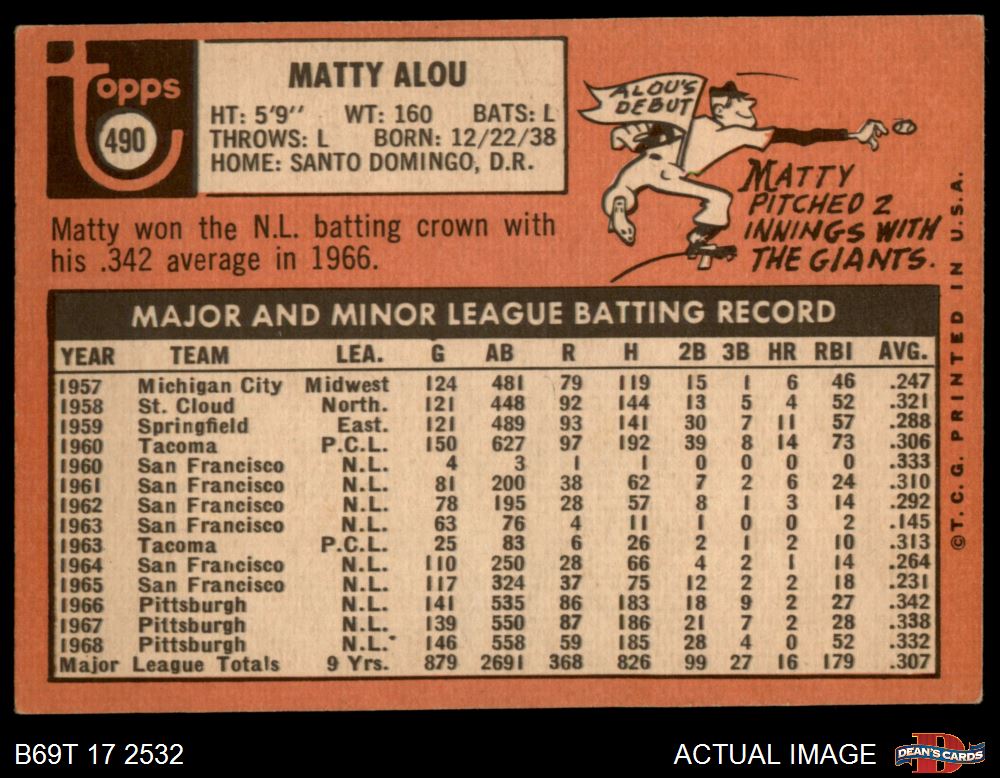 topps
490
MATTY ALOU
HT: 5'9" WT: 160 BATS: L
THROWS: L BORN: 12/22/38
HOME: SANTO DOMINGO, D.R.
ALOU'S
DEBUT
MATTY
PITCHED 2
INNINGS WITH
THE GIANTS.
Matty won the N.L. batting crown with
his .342 average in 1966.
MAJOR AND MINOR LEAGUE BATTING RECORD
YEAR TEAM LEA. G AB R H 2B 3B HR RBI AVG.
1957 Michigan City Midwest 124 481 79 119 15 1 6 46 .247
1958 St. Cloud North. 121 448 92 144 13 5 4 52 .321
1959 Springfield East. 121 489 93 141 30 7 11 57 .288
1960 Tacoma P.C.L. 150 627 97 192 39 8 14 73 .306
1960 San Francisco N.L. 4 3 1 1 0 0 0 0 .333
1961 San Francisco N.L. 81 200 38 62 7 2 6 24 .310
1962 San Francisco N.L. 78 195 28 57 8 1 3 14 .292
1963 San Francisco N.L. 63 76 4 11 1 0 0 2 .145
1963 Tacoma P.C.L. 25 83 6 26 2 1 2 10 .313
1964 San Francisco N.L. 110 250 28 66 4 2 1 14 .264
1965 San Francisco N.L. 117 324 37 75 12 2 2 18 .231
1966 Pittsburgh N.L. 141 535 86 183 18 9 2 27 .342
1967 Pittsburgh N.L. 139 550 87 186 21 7 2 28 .338
1968 Pittsburgh N.L. 146 558 59 185 28 4 0 52 .332
Major League Totals 9 Yrs. 879 2691 368 826 99 27 16 179 .307
©T.C.G. PRINTED IN U.S.A.
B69T 17 2532
ACTUAL IMAGE
DEAN'S CARDS